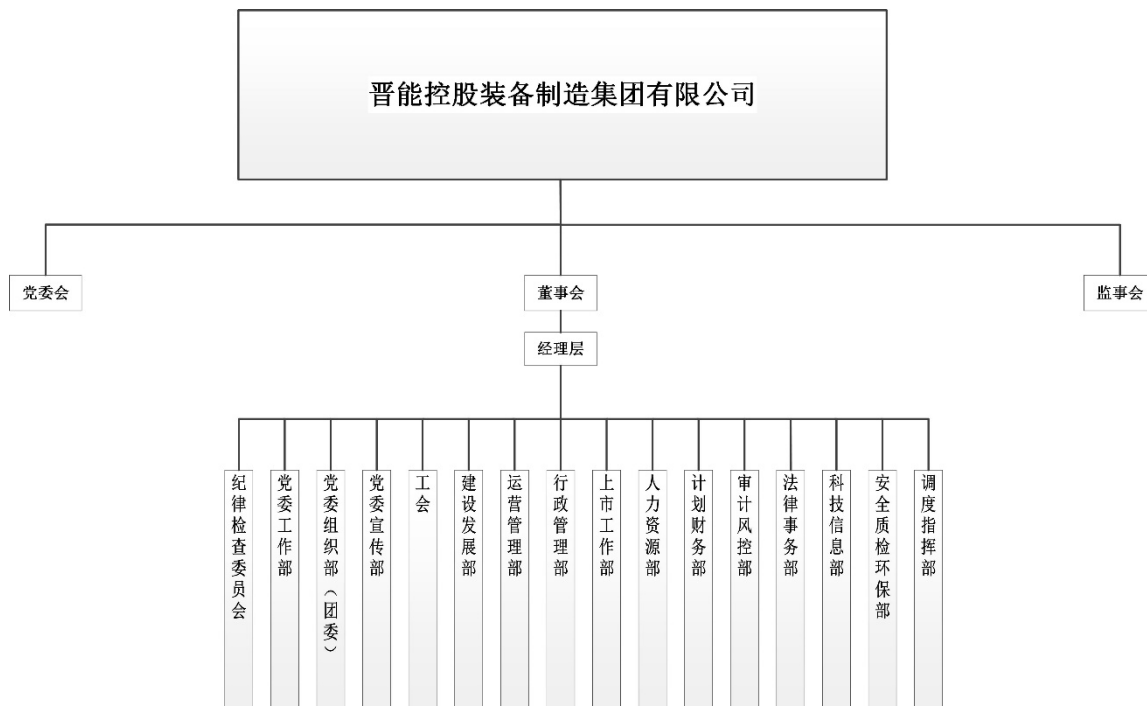 晋能控股装备制造集团有限公司
党委会
董事会
监事会
经理层
纪律检查委员会
党委工作部
党委组织部（团委）
党委宣传部
工会
建设发展部
运营管理部
行政管理部
上市工作部
人力资源部
计划财务部
审计风控部
法律事务部
科技信息部
安全质检环保部
调度指挥部